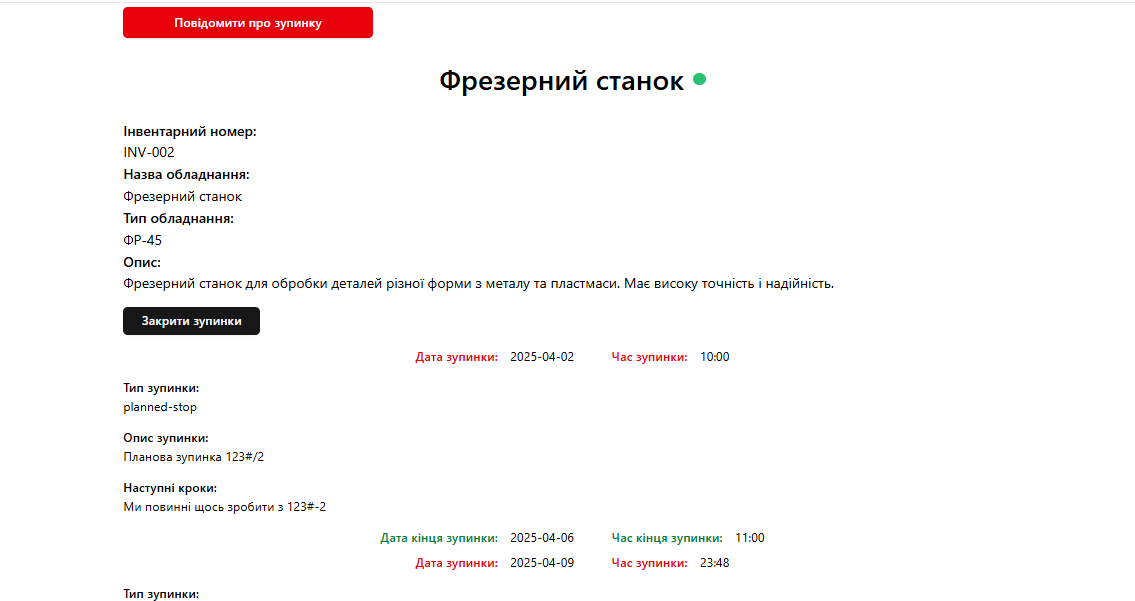 Повідомити про зупинку
Фрезерний станок
Інвентарний номер:
INV-002
Назва обладнання:
Фрезерний станок
Тип обладнання:
ФР-45
Опис:
Фрезерний станок для обробки деталей різної форми з металу та пластмаси. Має високу точність і надійність.
Закрити зупинки
Дата зупинки: 2025-04-02 Час зупинки: 10:00
Тип зупинки:
planned-stop
Опис зупинки:
Планова зупинка 123#/2
Наступні кроки:
Ми повинні щось зробити з 123#-2
Дата кінця зупинки: 2025-04-06 Час кінця зупинки: 11:00
Дата зупинки: 2025-04-09 Час зупинки: 23:48
Тип зупинки: